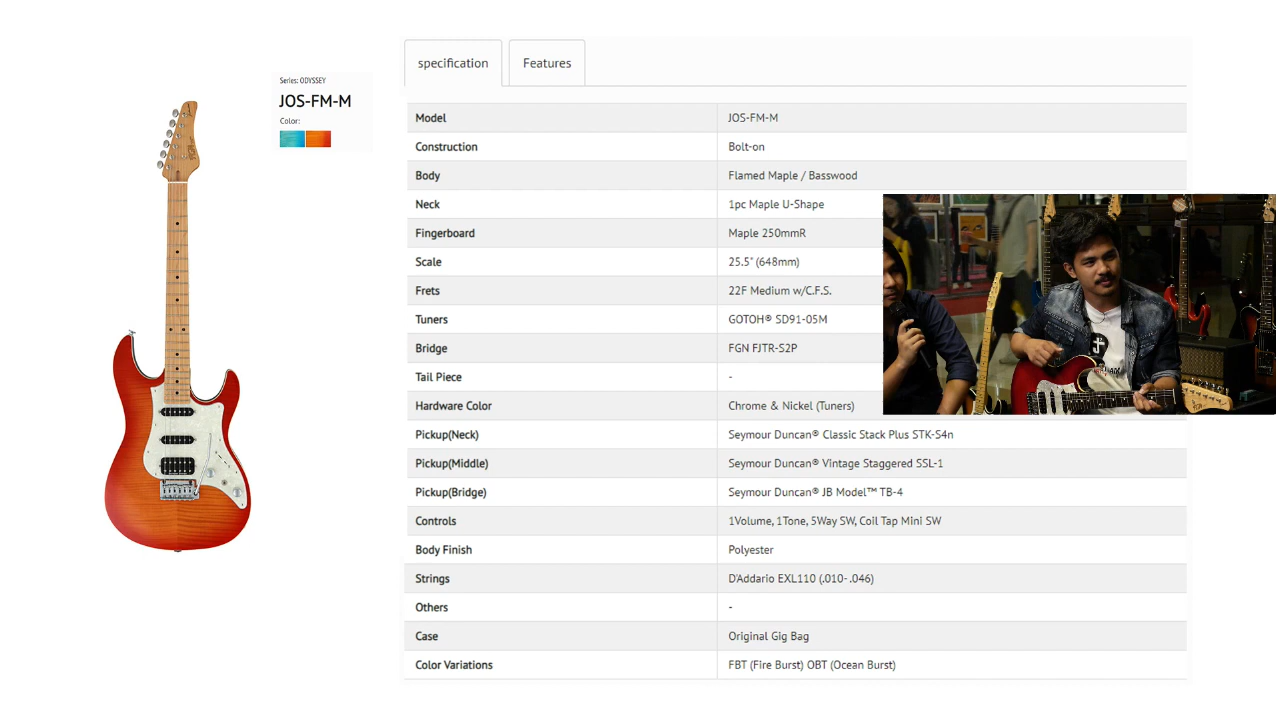 Series: ODYSSEY
JOS-FM-M
Color:
specification
Features
Model JOS-FM-M
Construction Bolt-on
Body Flamed Maple / Basswood
Neck 1pc Maple U-Shape
Fingerboard Maple 250mmR
Scale 25.5" (648mm)
Frets 22F Medium w/C.F.S.
Tuners GOTOH® SD91-05M
Bridge FGN FJTR-S2P
Tail Piece -
Hardware Color Chrome & Nickel (Tuners)
Pickup(Neck) Seymour Duncan® Classic Stack Plus STK-S4n
Pickup(Middle) Seymour Duncan® Vintage Staggered SSL-1
Pickup(Bridge) Seymour Duncan® JB Model™ TB-4
Controls 1Volume, 1Tone, 5Way SW, Coil Tap Mini SW
Body Finish Polyester
Strings D'Addario EXL110 (.010- .046)
Others -
Case Original Gig Bag
Color Variations FBT (Fire Burst) OBT (Ocean Burst)